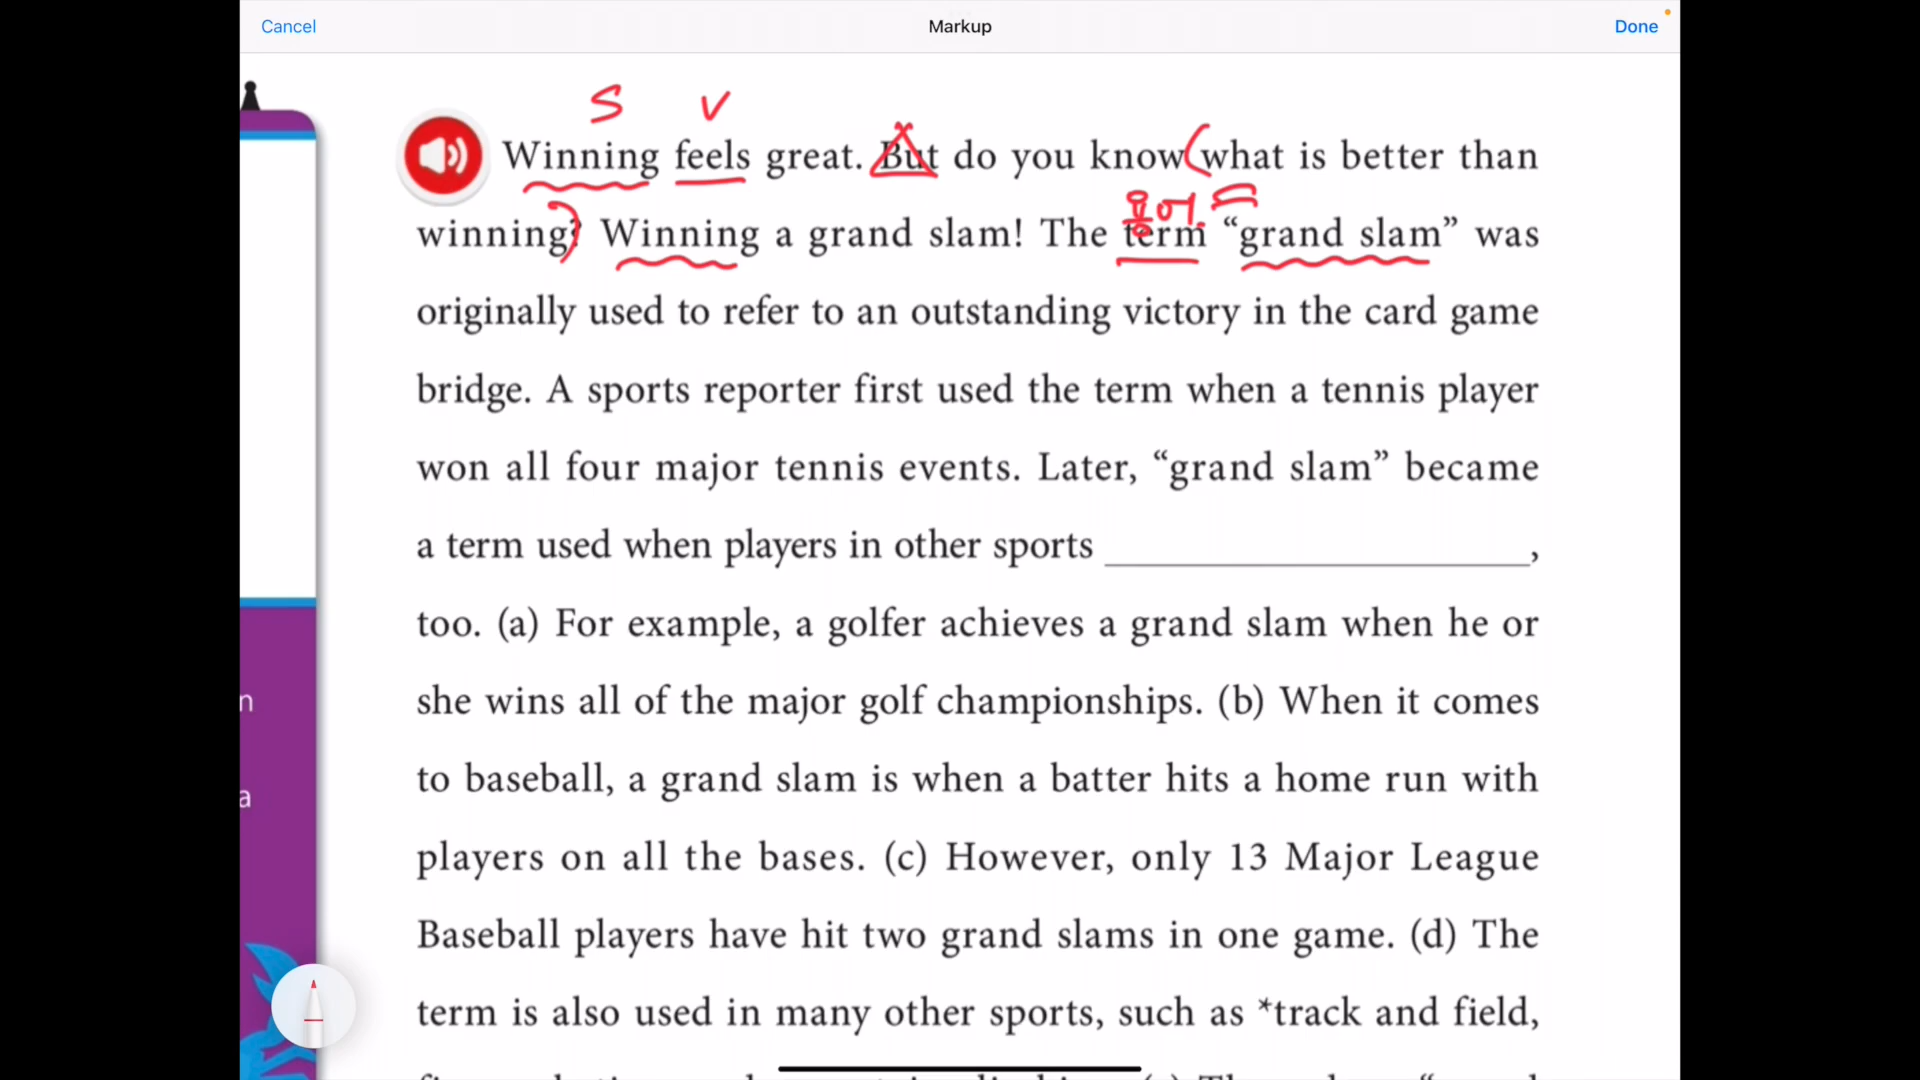 Cancel
Markup
Done
S V
Winning feels great. But do you know (what is better than
용어.
winning?) Winning a grand slam! The term “grand slam” was
originally used to refer to an outstanding victory in the card game
bridge. A sports reporter first used the term when a tennis player
won all four major tennis events. Later, “grand slam” became
a term used when players in other sports ____________________,
too. (a) For example, a golfer achieves a grand slam when he or
she wins all of the major golf championships. (b) When it comes
n
to baseball, a grand slam is when a batter hits a home run with
a
players on all the bases. (c) However, only 13 Major League
Baseball players have hit two grand slams in one game. (d) The
term is also used in many other sports, such as *track and field,